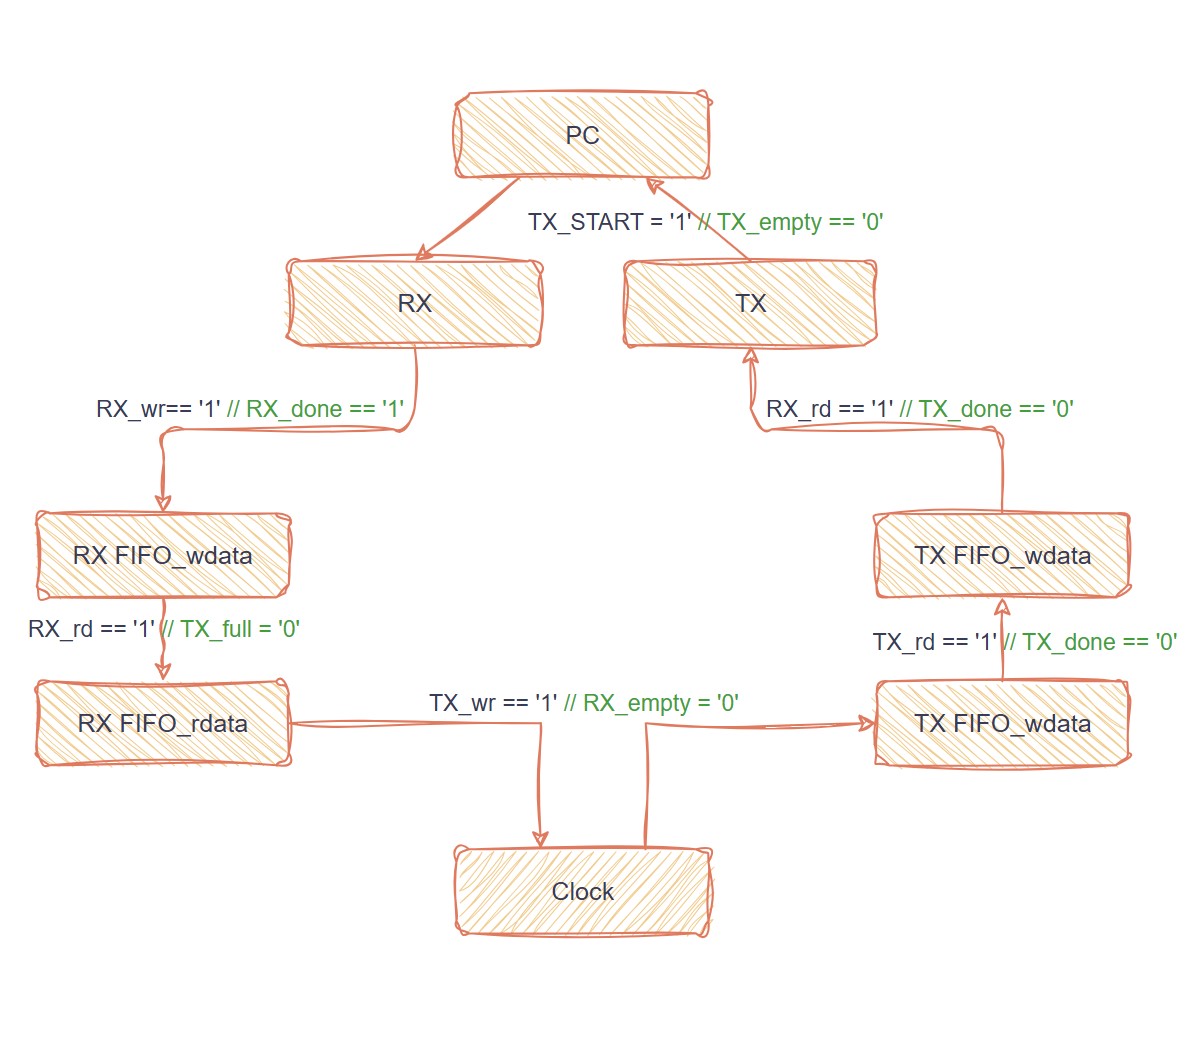 PC
TX_START = '1' // TX_empty == '0'
RX
TX
RX_wr== '1' // RX_done == '1'
RX_rd == '1' // TX_done == '0'
RX FIFO_wdata
TX FIFO_wdata
RX_rd == '1' // TX_full = '0'
TX_rd == '1' // TX_done == '0'
RX FIFO_rdata
TX_wr == '1' // RX_empty = '0'
TX FIFO_wdata
Clock